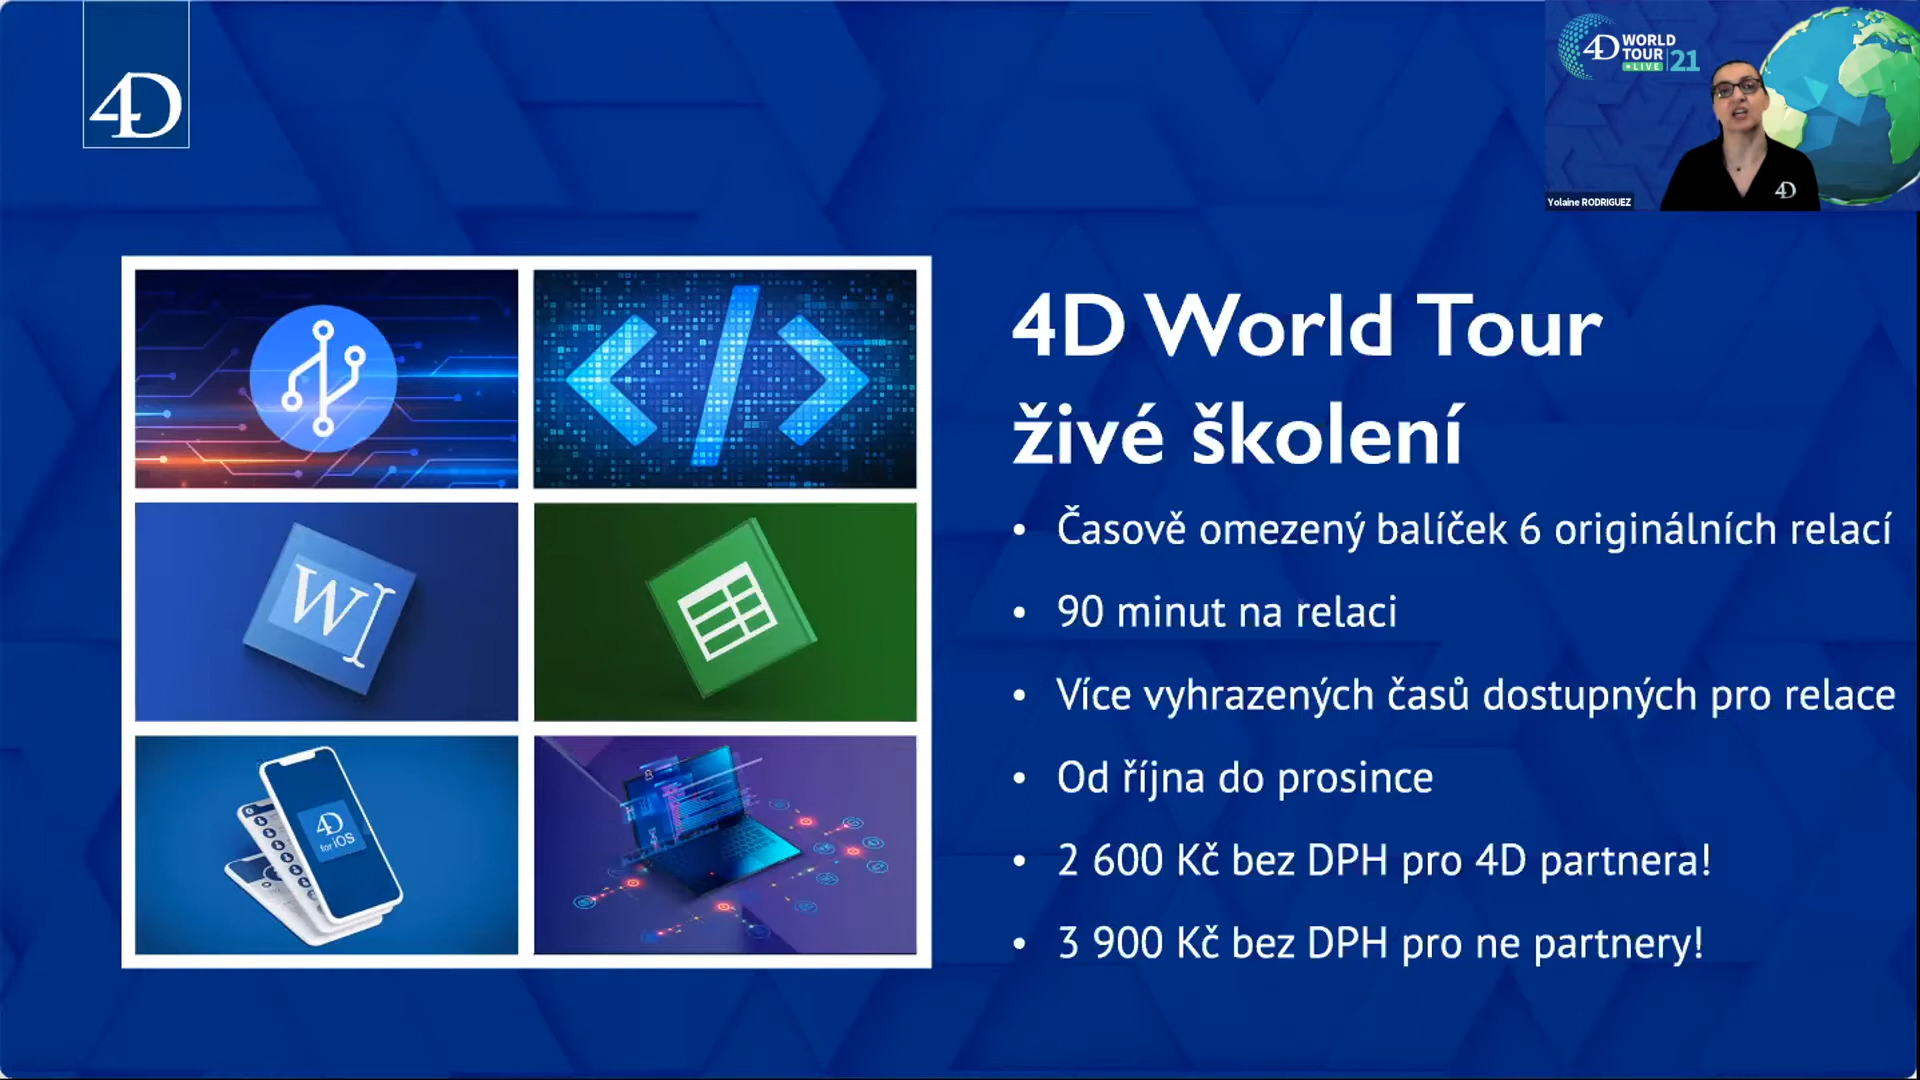 4D
4D WORLD
TOUR
LIVE 21
4D
Yolaine RODRIGUEZ
W
4D
for iOS
4D World Tour
živé školení
• Časově omezený balíček 6 originálních relací
• 90 minut na relaci
• Více vyhrazených časů dostupných pro relace
• Od října do prosince
• 2 600 Kč bez DPH pro 4D partnera!
• 3 900 Kč bez DPH pro ne partnery!